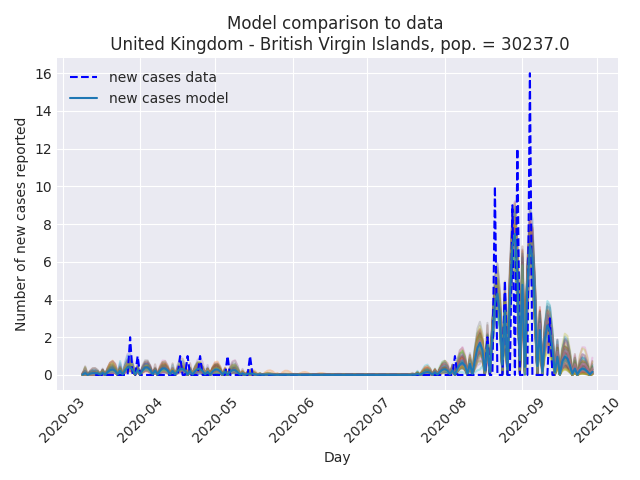 Model comparison to data
United Kingdom - British Virgin Islands, pop. = 30237.0
new cases data
new cases model
Number of new cases reported
16
14
12
10
8
6
4
2
0
2020-03
2020-04
2020-05
2020-06
2020-07
2020-08
2020-09
2020-10
Day